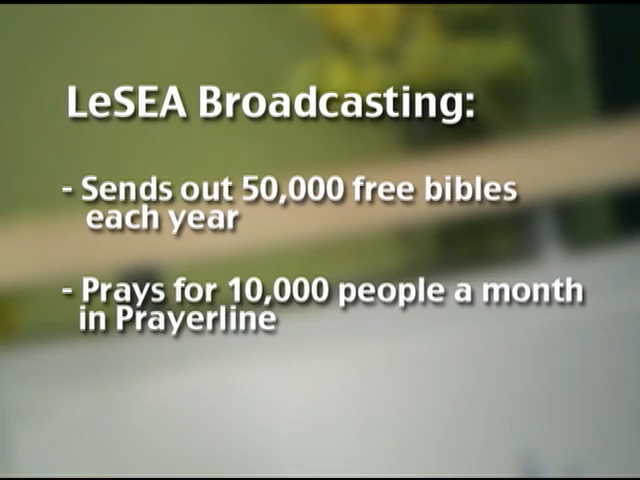 LeSEA Broadcasting:
- Sends out 50,000 free bibles
each year
- Prays for 10,000 people a month
in Prayerline